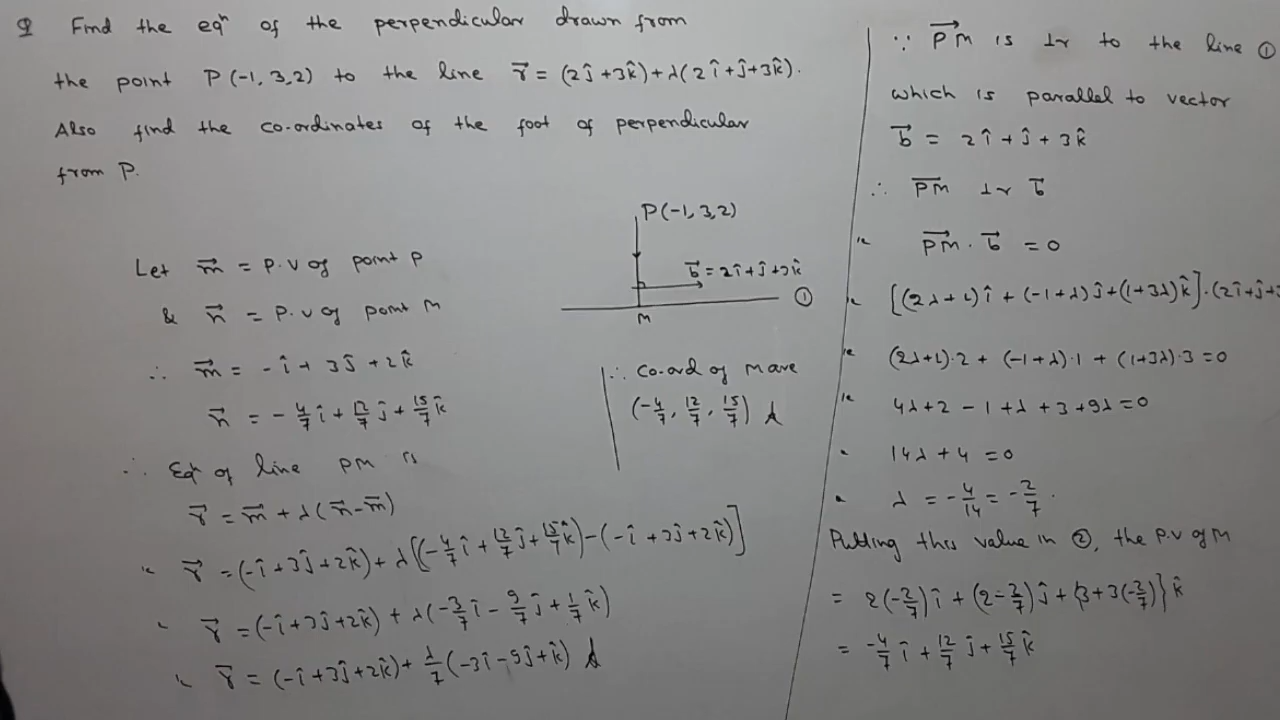 Q Find the eqⁿ of the perpendicular drawn from
the point P(-1, 3, 2) to the line r⃗ = (2ĵ+3k̂)+λ(2î+ĵ+3k̂).
Also find the co-ordinates of the foot of perpendicular
from P.
P(-1, 3, 2)
b⃗ = 2î+ĵ+3k̂
①
M
Let m⃗ = P.V of point P
& n⃗ = P.V of point M
∴ m⃗ = -î + 3ĵ + 2k̂
n⃗ = -4/7 î + 12/7 ĵ + 15/7 k̂
∴ co-ord of M are
(-4/7, 12/7, 15/7) A
∴ Eqⁿ of line PM is
r⃗ = m⃗ + λ(n⃗-m⃗)
ie r⃗ = (-î+3ĵ+2k̂)+λ[(-4/7 î + 12/7 ĵ + 15/7 k̂)-(-î+3ĵ+2k̂)]
" r⃗ = (-î+3ĵ+2k̂)+λ(-3/7 î - 9/7 ĵ + 1/7 k̂)
" r⃗ = (-î+3ĵ+2k̂)+ λ/7 (-3î-9ĵ+k̂) A
∵ PM⃗ is ⊥r to the line ①
which is parallel to vector
b⃗ = 2î + ĵ + 3k̂
∴ PM⃗ ⊥r b⃗
ie PM⃗ . b⃗ = 0
" [(2λ+1)î + (-1+λ)ĵ+(1+3λ)k̂].(2î+ĵ+3
ie (2λ+1).2 + (-1+λ).1 + (1+3λ).3 = 0
ie 4λ+2 - 1 + λ + 3 + 9λ = 0
" 14λ + 4 = 0
" λ = -4/14 = -2/7.
Putting this value in ②, the P.V of M
= 2(-2/7)î + (2-2/7)ĵ + {3+3(-2/7)}k̂
= -4/7 î + 12/7 ĵ + 15/7 k̂